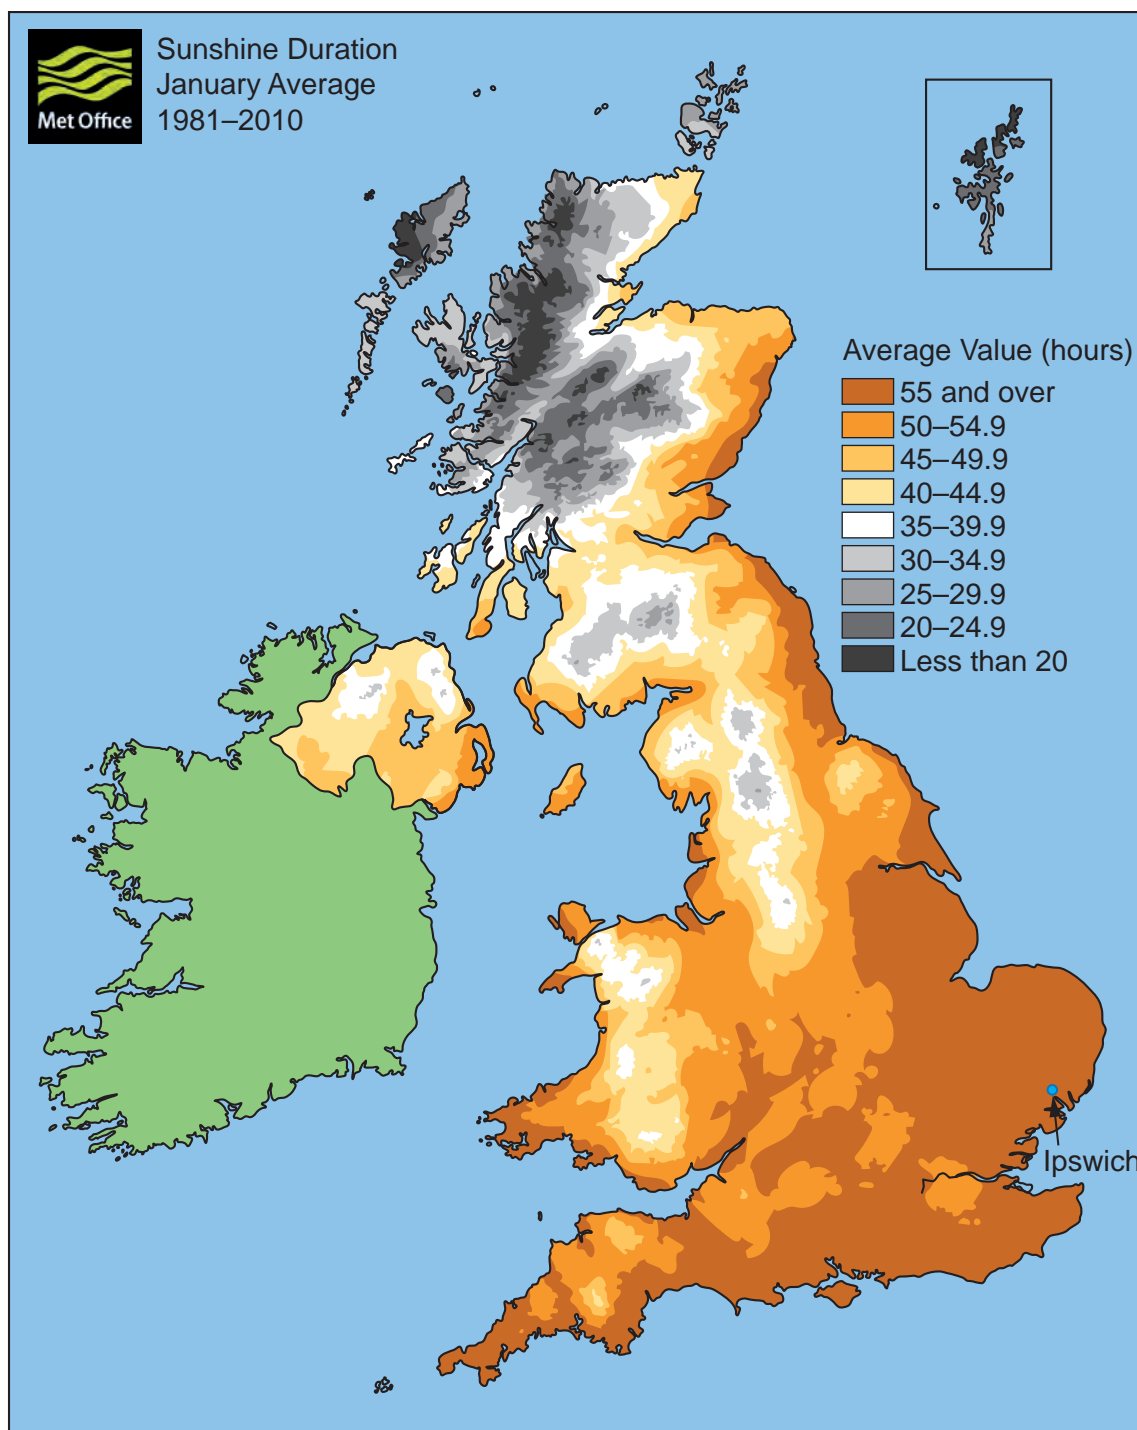 Met Office
Sunshine Duration
January Average
1981–2010
Average Value (hours)
55 and over
50–54.9
45–49.9
40–44.9
35–39.9
30–34.9
25–29.9
20–24.9
Less than 20
Ipswich